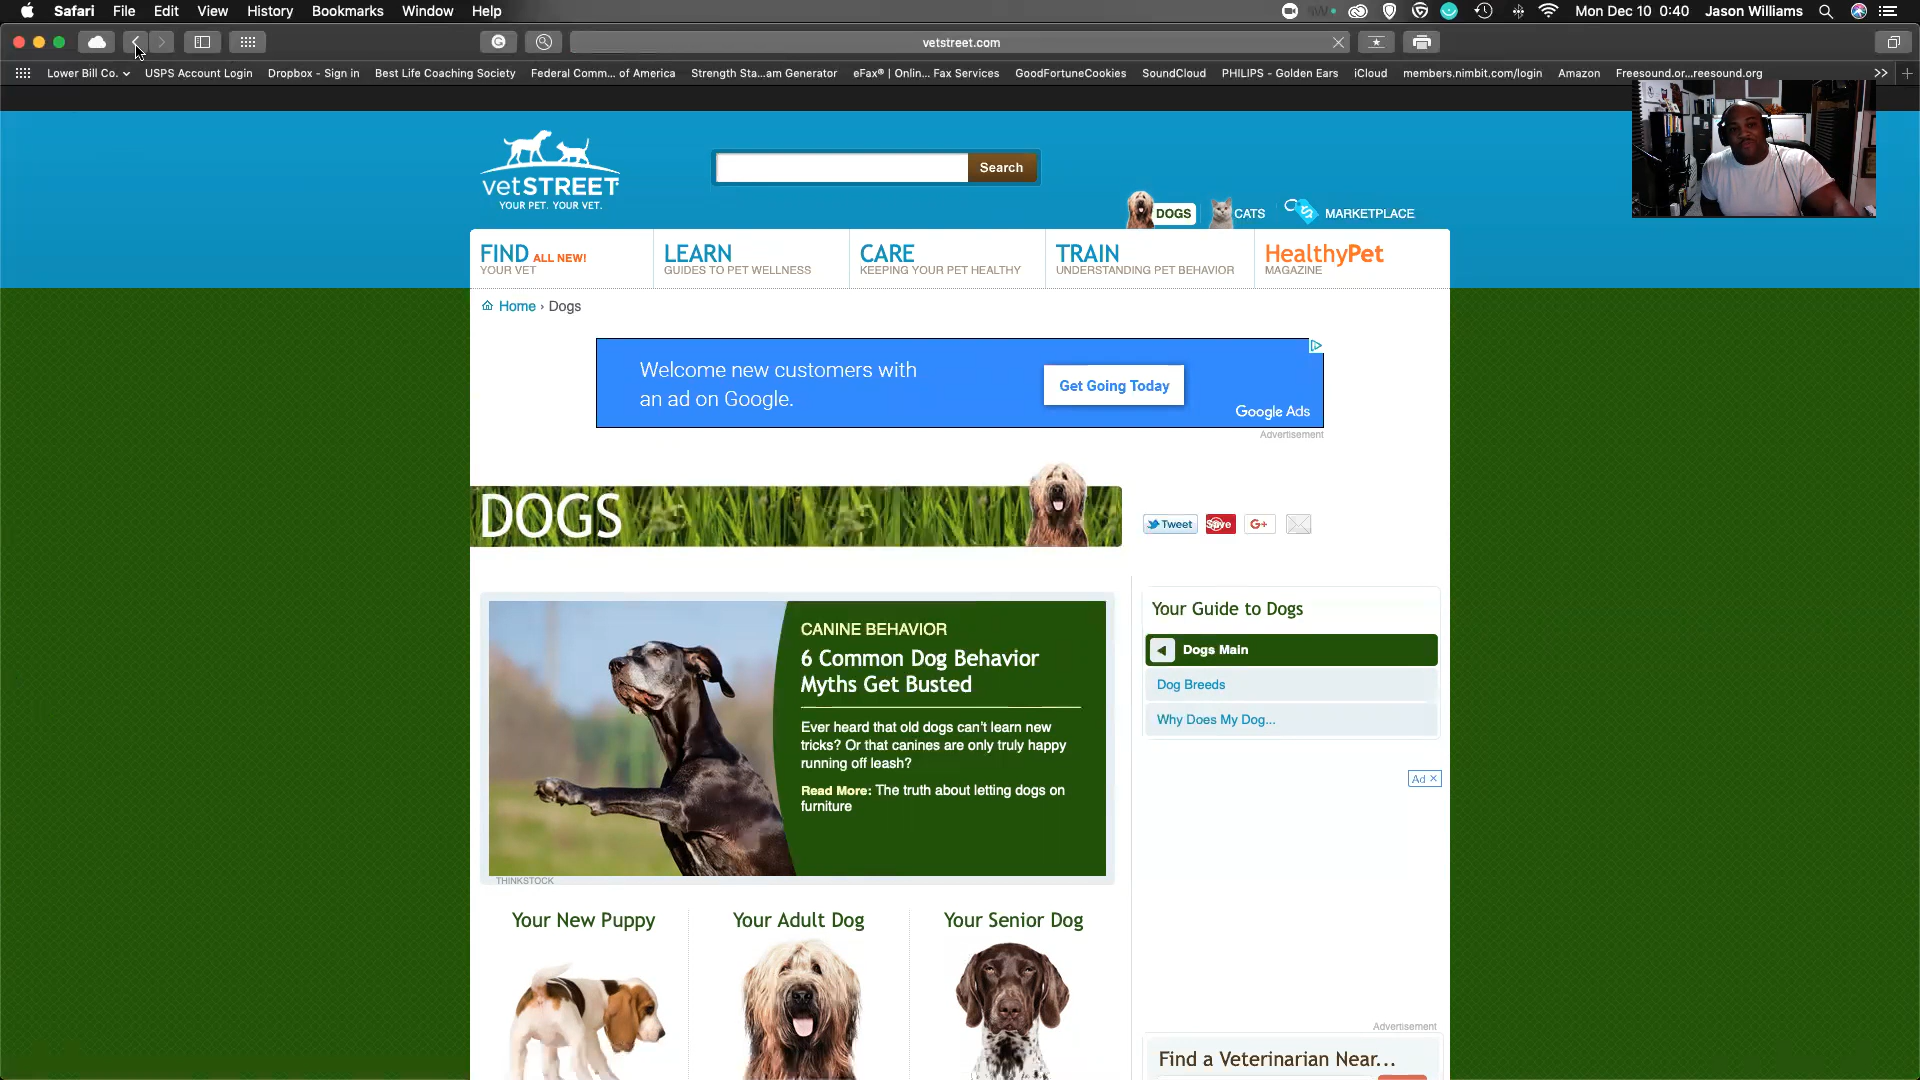 Safari File Edit View History Bookmarks Window Help Mon Dec 10 0:40 Jason Williams
vetstreet.com
Lower Bill Co. USPS Account Login Dropbox - Sign in Best Life Coaching Society Federal Comm... of America Strength Sta...am Generator eFax® | Onlin... Fax Services GoodFortuneCookies SoundCloud PHILIPS - Golden Ears iCloud members.nimbit.com/login Amazon Freesound.or...reesound.org
vetSTREET
YOUR PET. YOUR VET.
Search
DOGS CATS MARKETPLACE
FIND ALL NEW!
YOUR VET
LEARN
GUIDES TO PET WELLNESS
CARE
KEEPING YOUR PET HEALTHY
TRAIN
UNDERSTANDING PET BEHAVIOR
HealthyPet
MAGAZINE
Home › Dogs
Welcome new customers with
an ad on Google.
Get Going Today
Google Ads
Advertisement
DOGS
Tweet Save G+
CANINE BEHAVIOR
6 Common Dog Behavior
Myths Get Busted
Ever heard that old dogs can’t learn new
tricks? Or that canines are only truly happy
running off leash?
Read More: The truth about letting dogs on
furniture
THINKSTOCK
Your Guide to Dogs
Dogs Main
Dog Breeds
Why Does My Dog...
Ad
Advertisement
Your New Puppy
Your Adult Dog
Your Senior Dog
Find a Veterinarian Near...